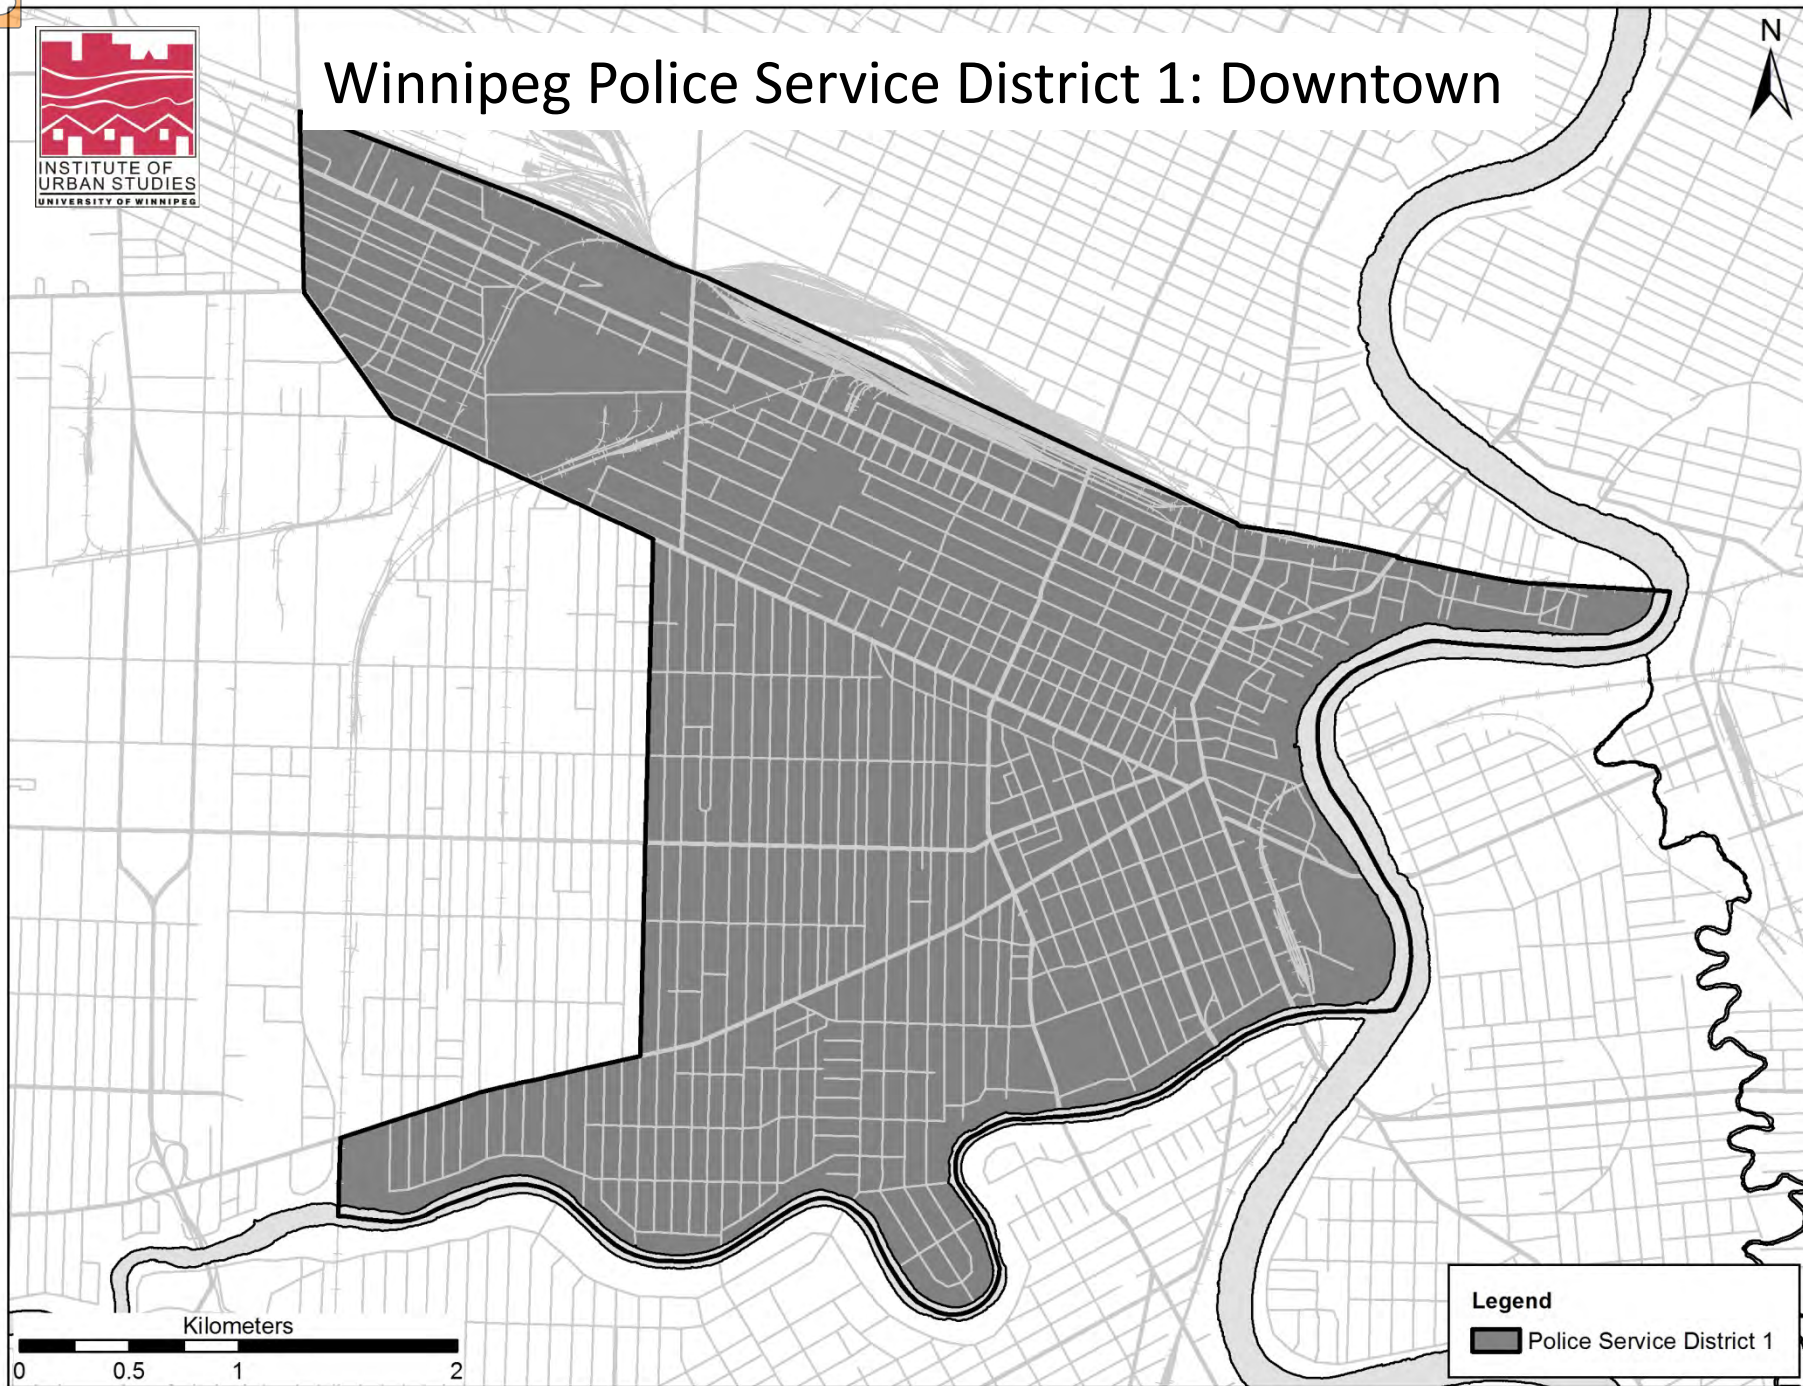 Winnipeg Police Service District 1: Downtown
N
INSTITUTE OF
URBAN STUDIES
UNIVERSITY OF WINNIPEG
Legend
Police Service District 1
Kilometers
0 0.5 1 2